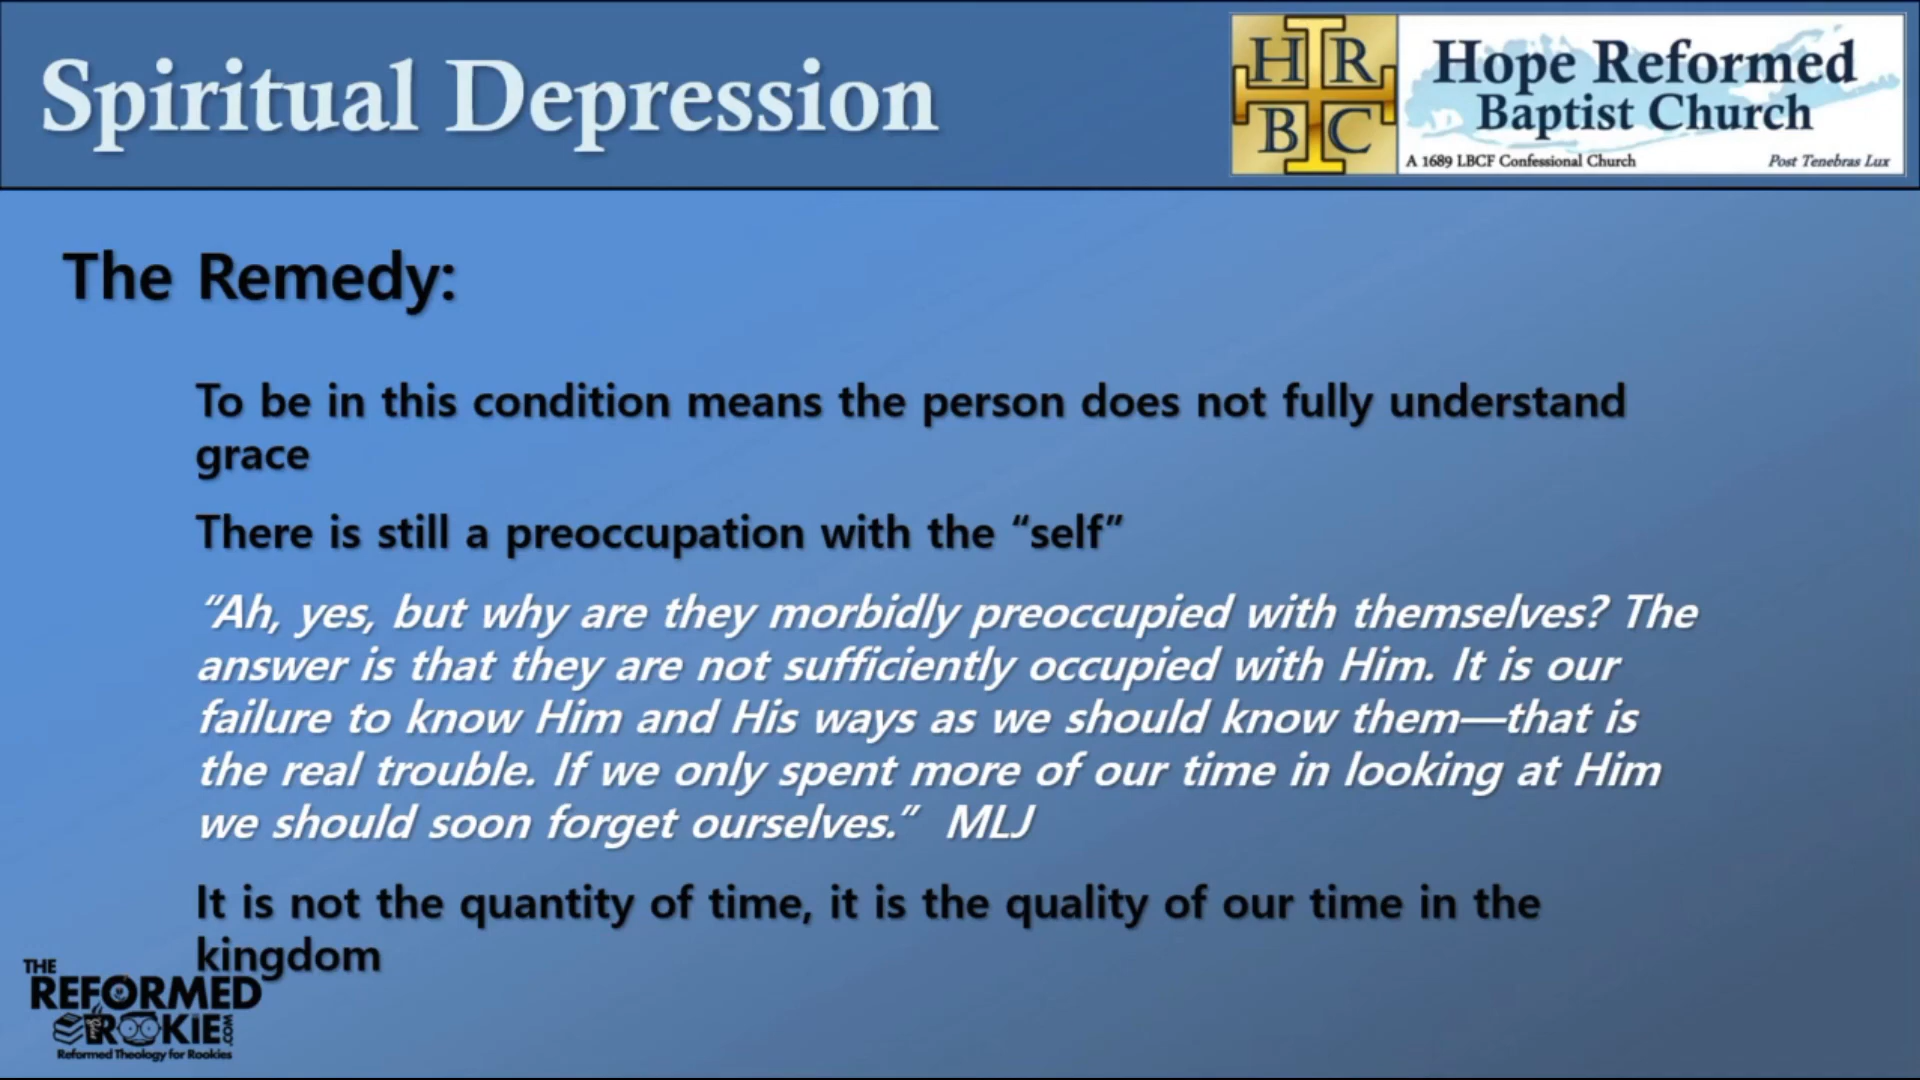 Spiritual Depression
H R
B C
Hope Reformed
Baptist Church
A 1689 LBCF Confessional Church Post Tenebras Lux
The Remedy:
To be in this condition means the person does not fully understand
grace
There is still a preoccupation with the “self”
“Ah, yes, but why are they morbidly preoccupied with themselves? The
answer is that they are not sufficiently occupied with Him. It is our
failure to know Him and His ways as we should know them—that is
the real trouble. If we only spent more of our time in looking at Him
we should soon forget ourselves.” MLJ
It is not the quantity of time, it is the quality of our time in the
kingdom
THE
REFORMED
ROOKIE.COM
Reformed Theology for Rookies